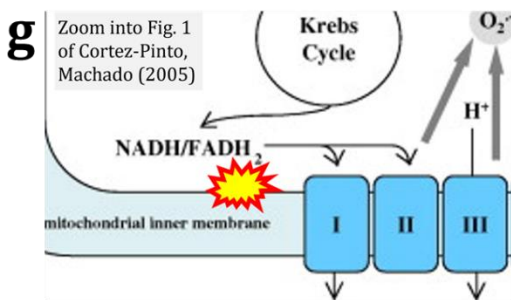 g
Zoom into Fig. 1
of Cortez-Pinto,
Machado (2005)
Krebs
Cycle
O₂⁻
H⁺
NADH/FADH₂
mitochondrial inner membrane
I
II
III